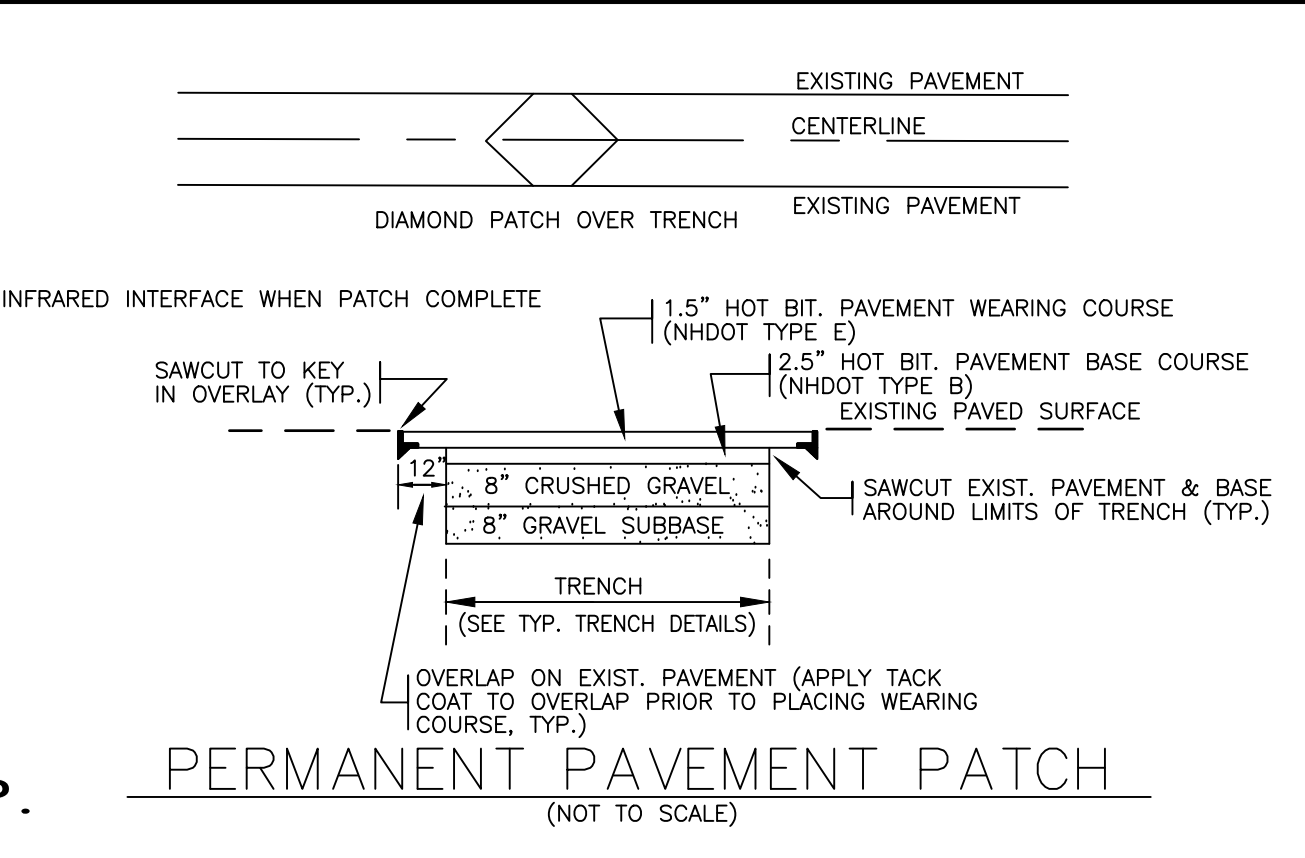 EXISTING PAVEMENT
CENTERLINE
EXISTING PAVEMENT
DIAMOND PATCH OVER TRENCH
INFRARED INTERFACE WHEN PATCH COMPLETE
1.5" HOT BIT. PAVEMENT WEARING COURSE
(NHDOT TYPE E)
2.5" HOT BIT. PAVEMENT BASE COURSE
(NHDOT TYPE B)
SAWCUT TO KEY
IN OVERLAY (TYP.)
EXISTING PAVED SURFACE
12"
8" CRUSHED GRAVEL
8" GRAVEL SUBBASE
SAWCUT EXIST. PAVEMENT & BASE
AROUND LIMITS OF TRENCH (TYP.)
TRENCH
(SEE TYP. TRENCH DETAILS)
OVERLAP ON EXIST. PAVEMENT (APPLY TACK
COAT TO OVERLAP PRIOR TO PLACING WEARING
COURSE, TYP.)
PERMANENT PAVEMENT PATCH
(NOT TO SCALE)